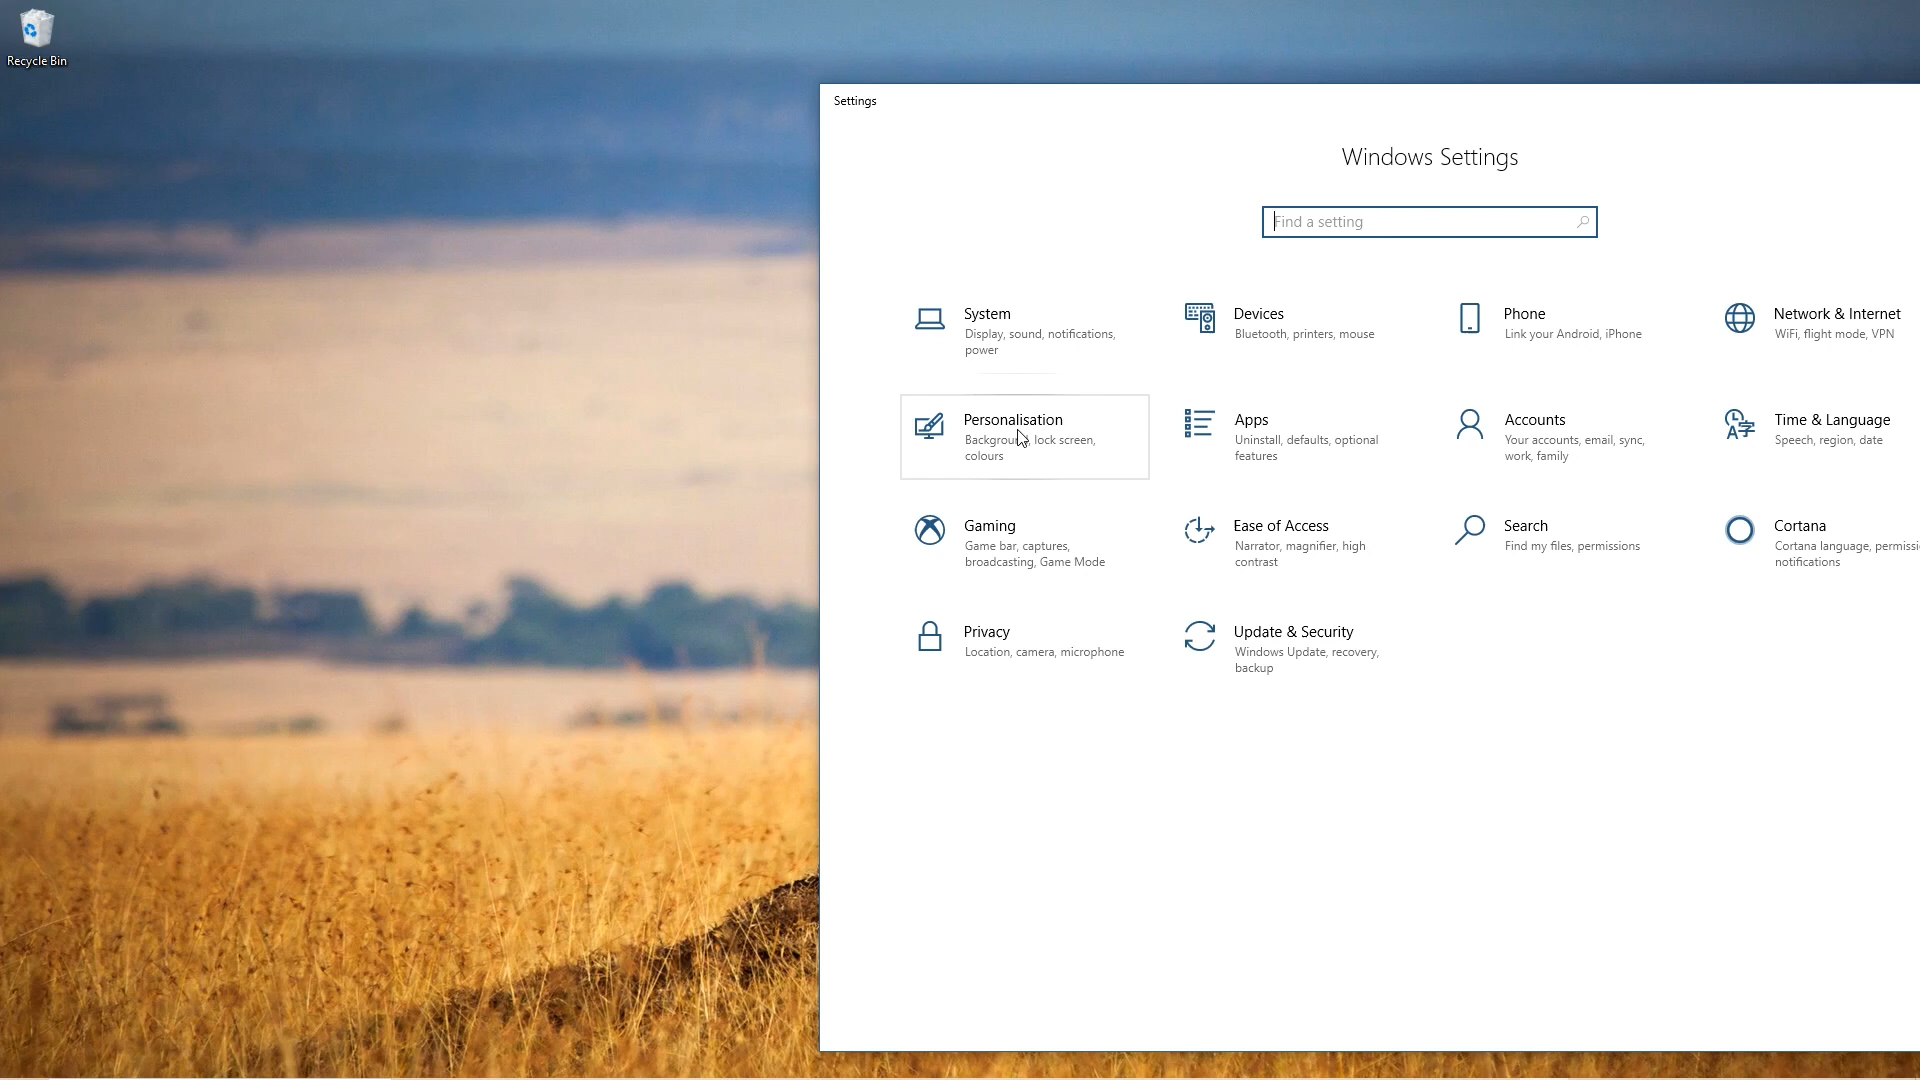 Recycle Bin
Settings
Windows Settings
Find a setting
System
Display, sound, notifications,
power
Devices
Bluetooth, printers, mouse
Phone
Link your Android, iPhone
Network & Internet
WiFi, flight mode, VPN
Personalisation
Background, lock screen,
colours
Apps
Uninstall, defaults, optional
features
Accounts
Your accounts, email, sync,
work, family
Time & Language
Speech, region, date
Gaming
Game bar, captures,
broadcasting, Game Mode
Ease of Access
Narrator, magnifier, high
contrast
Search
Find my files, permissions
Cortana
Cortana language, permissi
notifications
Privacy
Location, camera, microphone
Update & Security
Windows Update, recovery,
backup